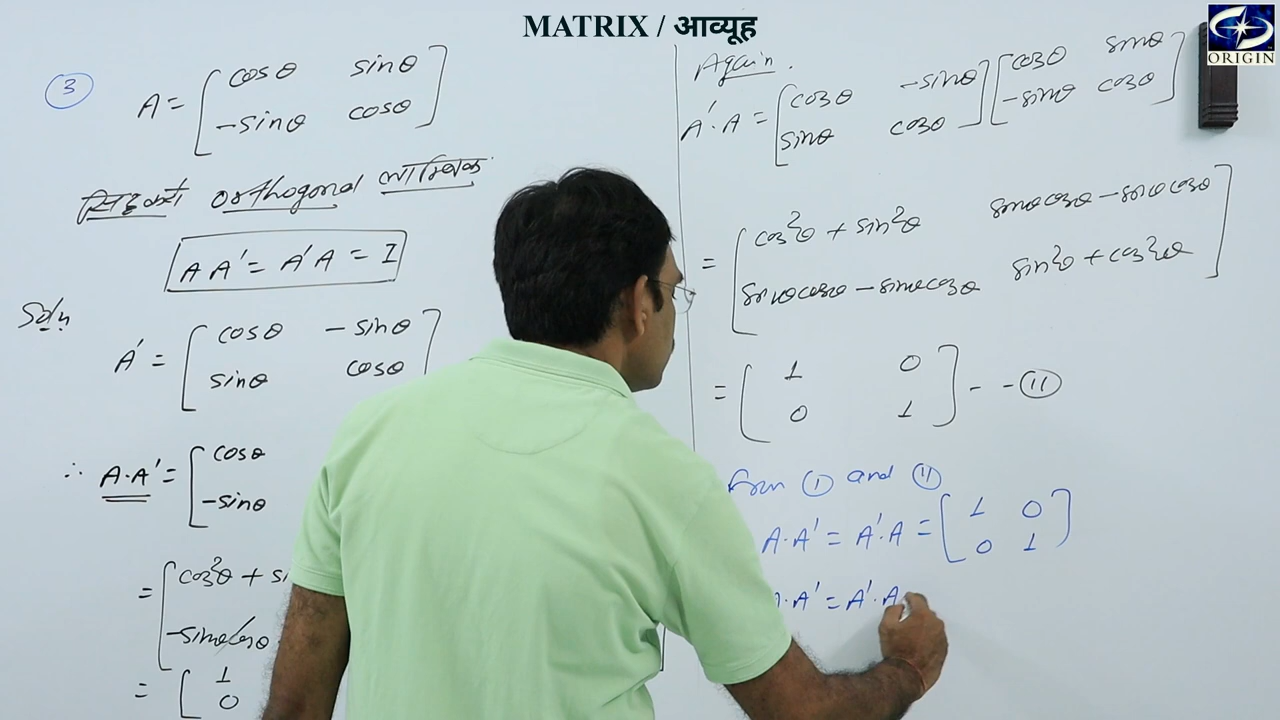 MATRIX / आव्यूह
ORIGIN
3
A = [ cosθ sinθ
-sinθ cosθ ]
सिद्ध करें orthogonal मैट्रिक्स
AA' = A'A = I
Soln
A' = [ cosθ -sinθ
sinθ cosθ ]
∴ A·A' = [ cosθ
-sinθ
= [ cos²θ + si
-sinθcosθ
= [ 1
0
Again.
A'·A = [ cosθ -sinθ ] [ cosθ sinθ
sinθ cosθ ] [ -sinθ cosθ ]
= [ cos²θ + sin²θ sinθcosθ - sinθcosθ
sinθcosθ - sinθcosθ sin²θ + cos²θ ]
= [ 1 0
0 1 ] - - II
From I and II
A·A' = A'·A = [ 1 0
0 1 ]
A·A' = A'·A